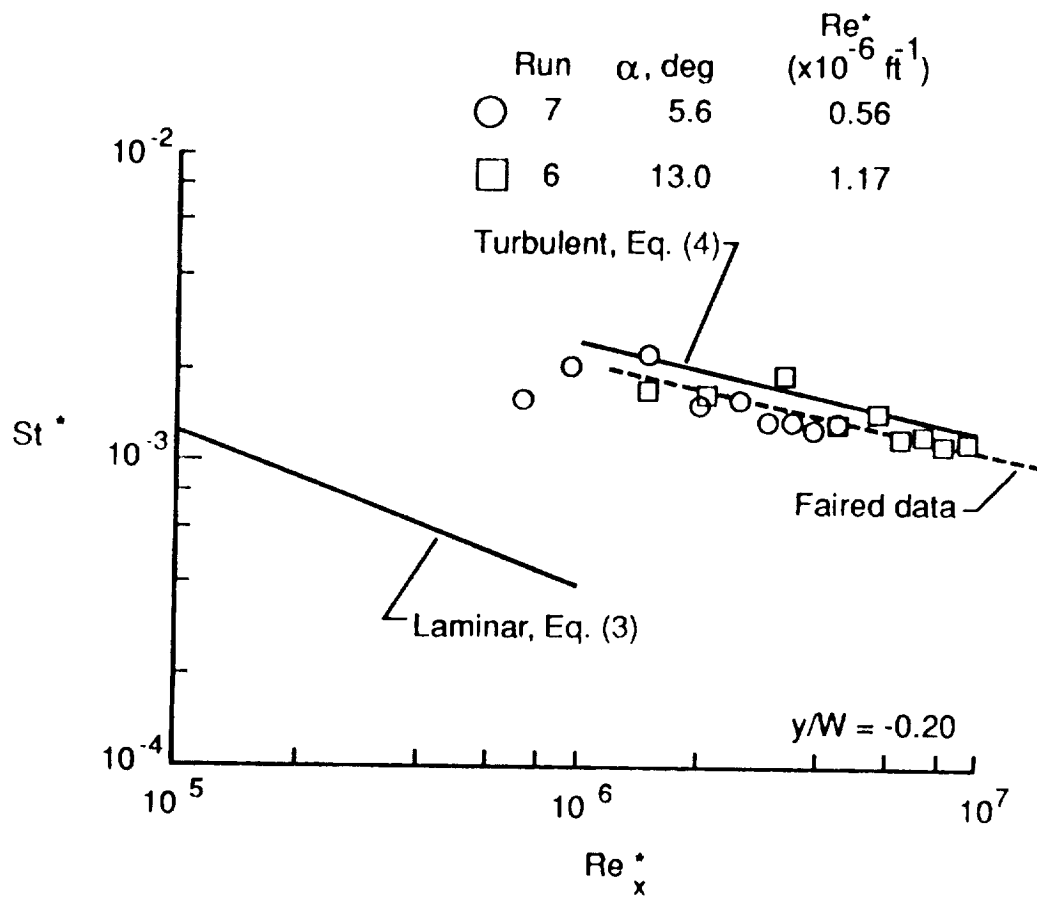 Re*
Run α, deg (x10⁻⁶ ft⁻¹)
7 5.6 0.56
6 13.0 1.17
Turbulent, Eq. (4)
10⁻²
St *
10⁻³
Faired data
Laminar, Eq. (3)
y/W = -0.20
10⁻⁴
10⁵ 10⁶ 10⁷
Re*ₓ